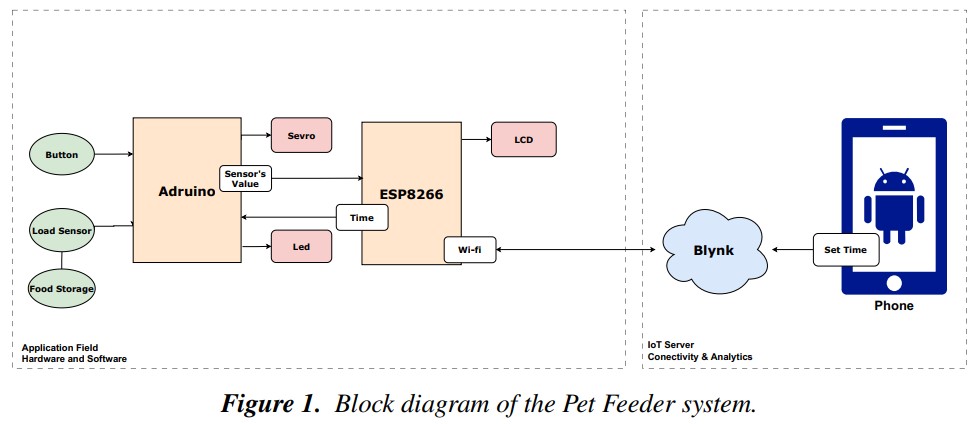 Button
Load Sensor
Food Storage
Adruino
Sevro
Sensor's
Value
Time
Led
ESP8266
LCD
Wi-fi
Application Field
Hardware and Software
Blynk
Set Time
Phone
IoT Server
Conectivity & Analytics
Figure 1. Block diagram of the Pet Feeder system.